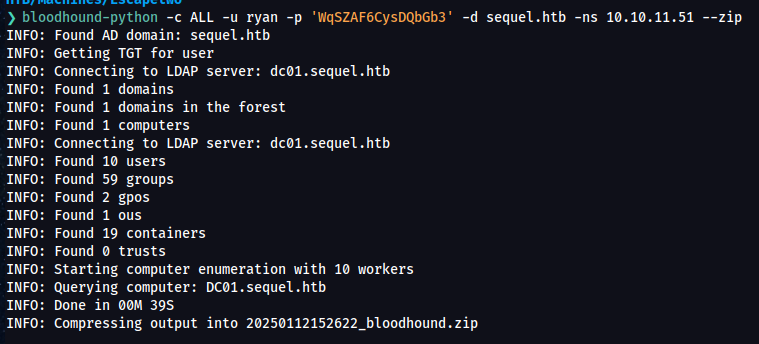 HTB/Machines/Escapetwo
❯ bloodhound-python -c ALL -u ryan -p 'WqSZAF6CysDQbGb3' -d sequel.htb -ns 10.10.11.51 --zip
INFO: Found AD domain: sequel.htb
INFO: Getting TGT for user
INFO: Connecting to LDAP server: dc01.sequel.htb
INFO: Found 1 domains
INFO: Found 1 domains in the forest
INFO: Found 1 computers
INFO: Connecting to LDAP server: dc01.sequel.htb
INFO: Found 10 users
INFO: Found 59 groups
INFO: Found 2 gpos
INFO: Found 1 ous
INFO: Found 19 containers
INFO: Found 0 trusts
INFO: Starting computer enumeration with 10 workers
INFO: Querying computer: DC01.sequel.htb
INFO: Done in 00M 39S
INFO: Compressing output into 20250112152622_bloodhound.zip